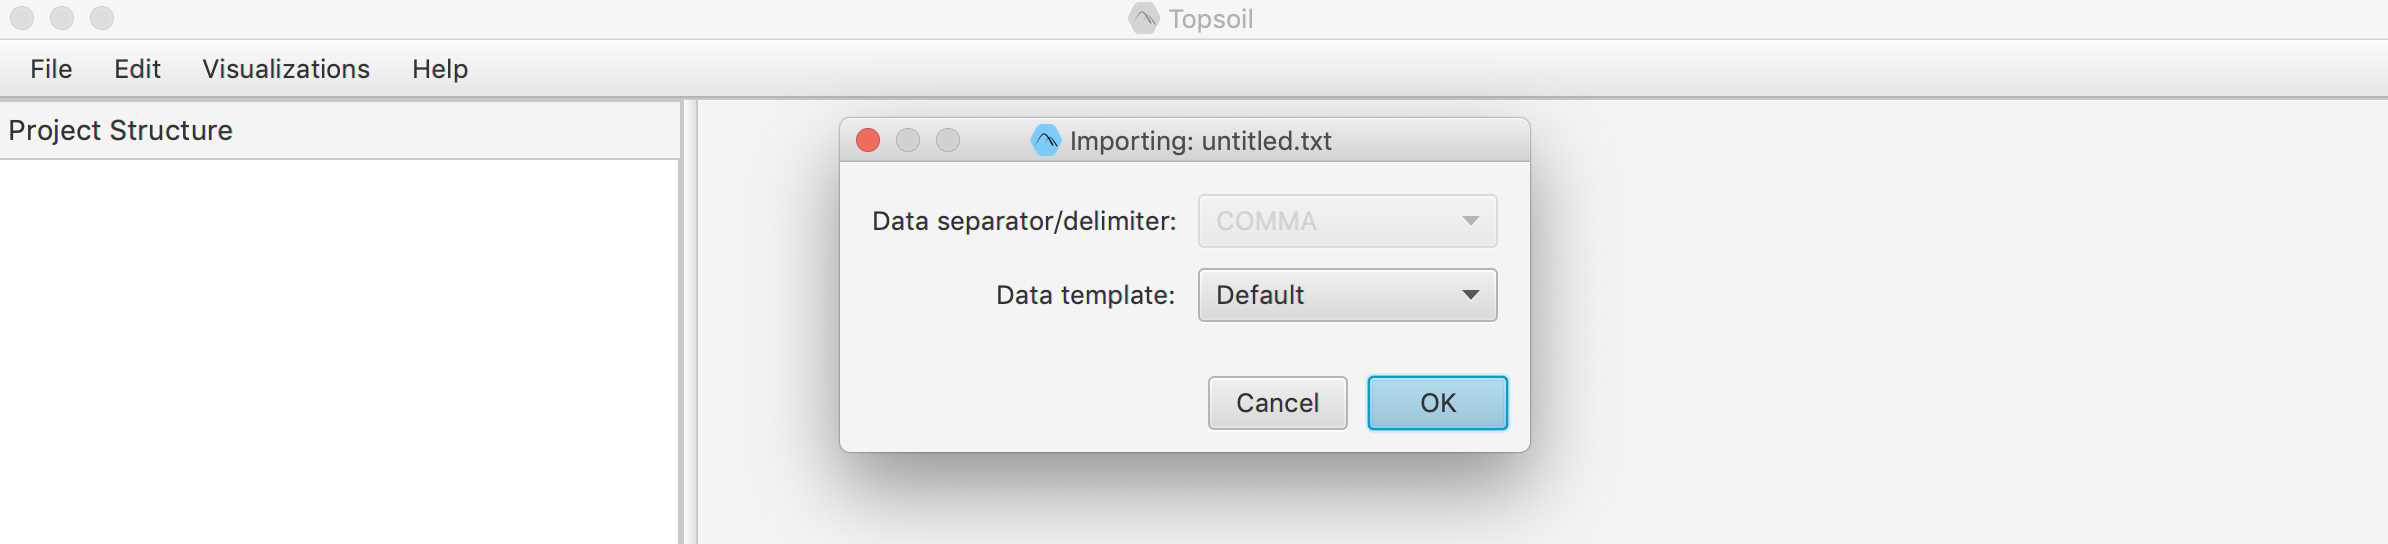 Topsoil
File Edit Visualizations Help
Project Structure
Importing: untitled.txt
Data separator/delimiter: COMMA
Data template: Default
Cancel OK